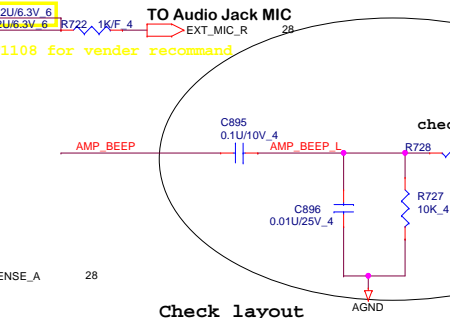 2U/6.3V_6
TO Audio Jack MIC
2U/6.3V_6 R722 1K/F_4
EXT_MIC_R 28
1108 for vender recommand
C895
0.1U/10V_4
chec
AMP_BEEP AMP_BEEP_L R728
C896
0.01U/25V_4
R727
10K_4
ENSE_A 28
AGND
Check layout